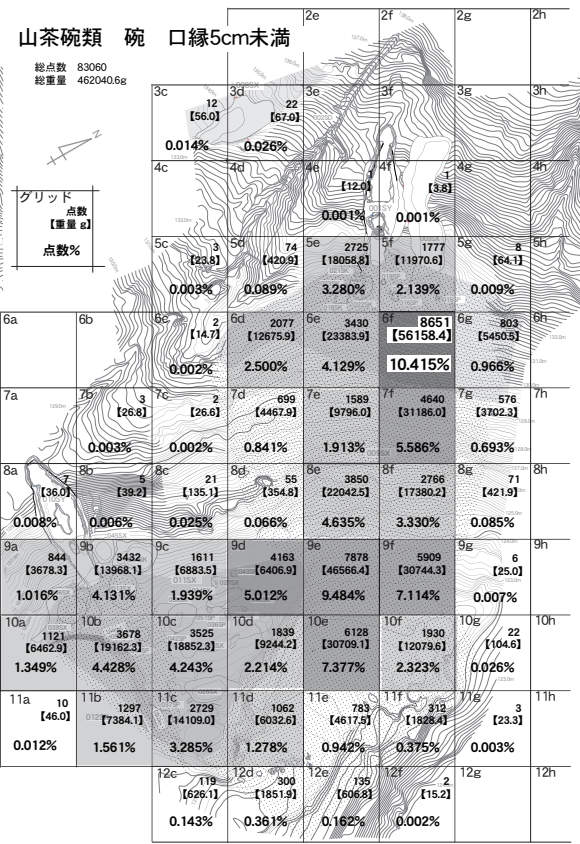 山茶碗類　碗　口縁5cm未満
総点数 83060
総重量 462040.6g
グリッド
点数
【重量 g】
点数%
2e 2f 2g 2h
3c 12 【56.0】 0.014%
3d 22 【67.0】 0.026%
3e
3f
3g
3h
4c
4d
4e 1 【12.0】 0.001%
4f 1 【3.8】 0.001%
4g
4h
5c 3 【23.8】 0.003%
5d 74 【420.9】 0.089%
5e 2725 【18058.8】 3.280%
5f 1777 【11970.6】 2.139%
5g 8 【64.1】 0.009%
5h
6a
6b
6c 2 【14.7】 0.002%
6d 2077 【12675.9】 2.500%
6e 3430 【23383.9】 4.129%
6f 8651 【56158.4】 10.415%
6g 803 【5450.5】 0.966%
6h
7a
7b 3 【26.8】 0.003%
7c 2 【26.6】 0.002%
7d 699 【4467.9】 0.841%
7e 1589 【9796.0】 1.913%
7f 4640 【31186.0】 5.586%
7g 576 【3702.3】 0.693%
7h
8a 7 【36.0】 0.008%
8b 5 【39.2】 0.006%
8c 21 【135.1】 0.025%
8d 55 【354.8】 0.066%
8e 3850 【22042.5】 4.635%
8f 2766 【17380.2】 3.330%
8g 71 【421.9】 0.085%
8h
9a 844 【3678.3】 1.016%
9b 3432 【13968.1】 4.131%
9c 1611 【6883.5】 1.939%
9d 4163 【6406.9】 5.012%
9e 7878 【46566.4】 9.484%
9f 5909 【30744.3】 7.114%
9g 6 【25.0】 0.007%
9h
10a 1121 【6462.9】 1.349%
10b 3678 【19162.3】 4.428%
10c 3525 【18852.3】 4.243%
10d 1839 【9244.2】 2.214%
10e 6128 【30709.1】 7.377%
10f 1930 【12079.6】 2.323%
10g 22 【104.6】 0.026%
10h
11a 10 【46.0】 0.012%
11b 1297 【7384.1】 1.561%
11c 2729 【14109.0】 3.285%
11d 1062 【6032.6】 1.278%
11e 783 【4617.5】 0.942%
11f 312 【1828.4】 0.375%
11g 3 【23.3】 0.003%
11h
12c 119 【626.1】 0.143%
12d 300 【1851.9】 0.361%
12e 135 【606.8】 0.162%
12f 2 【15.2】 0.002%
12g
12h